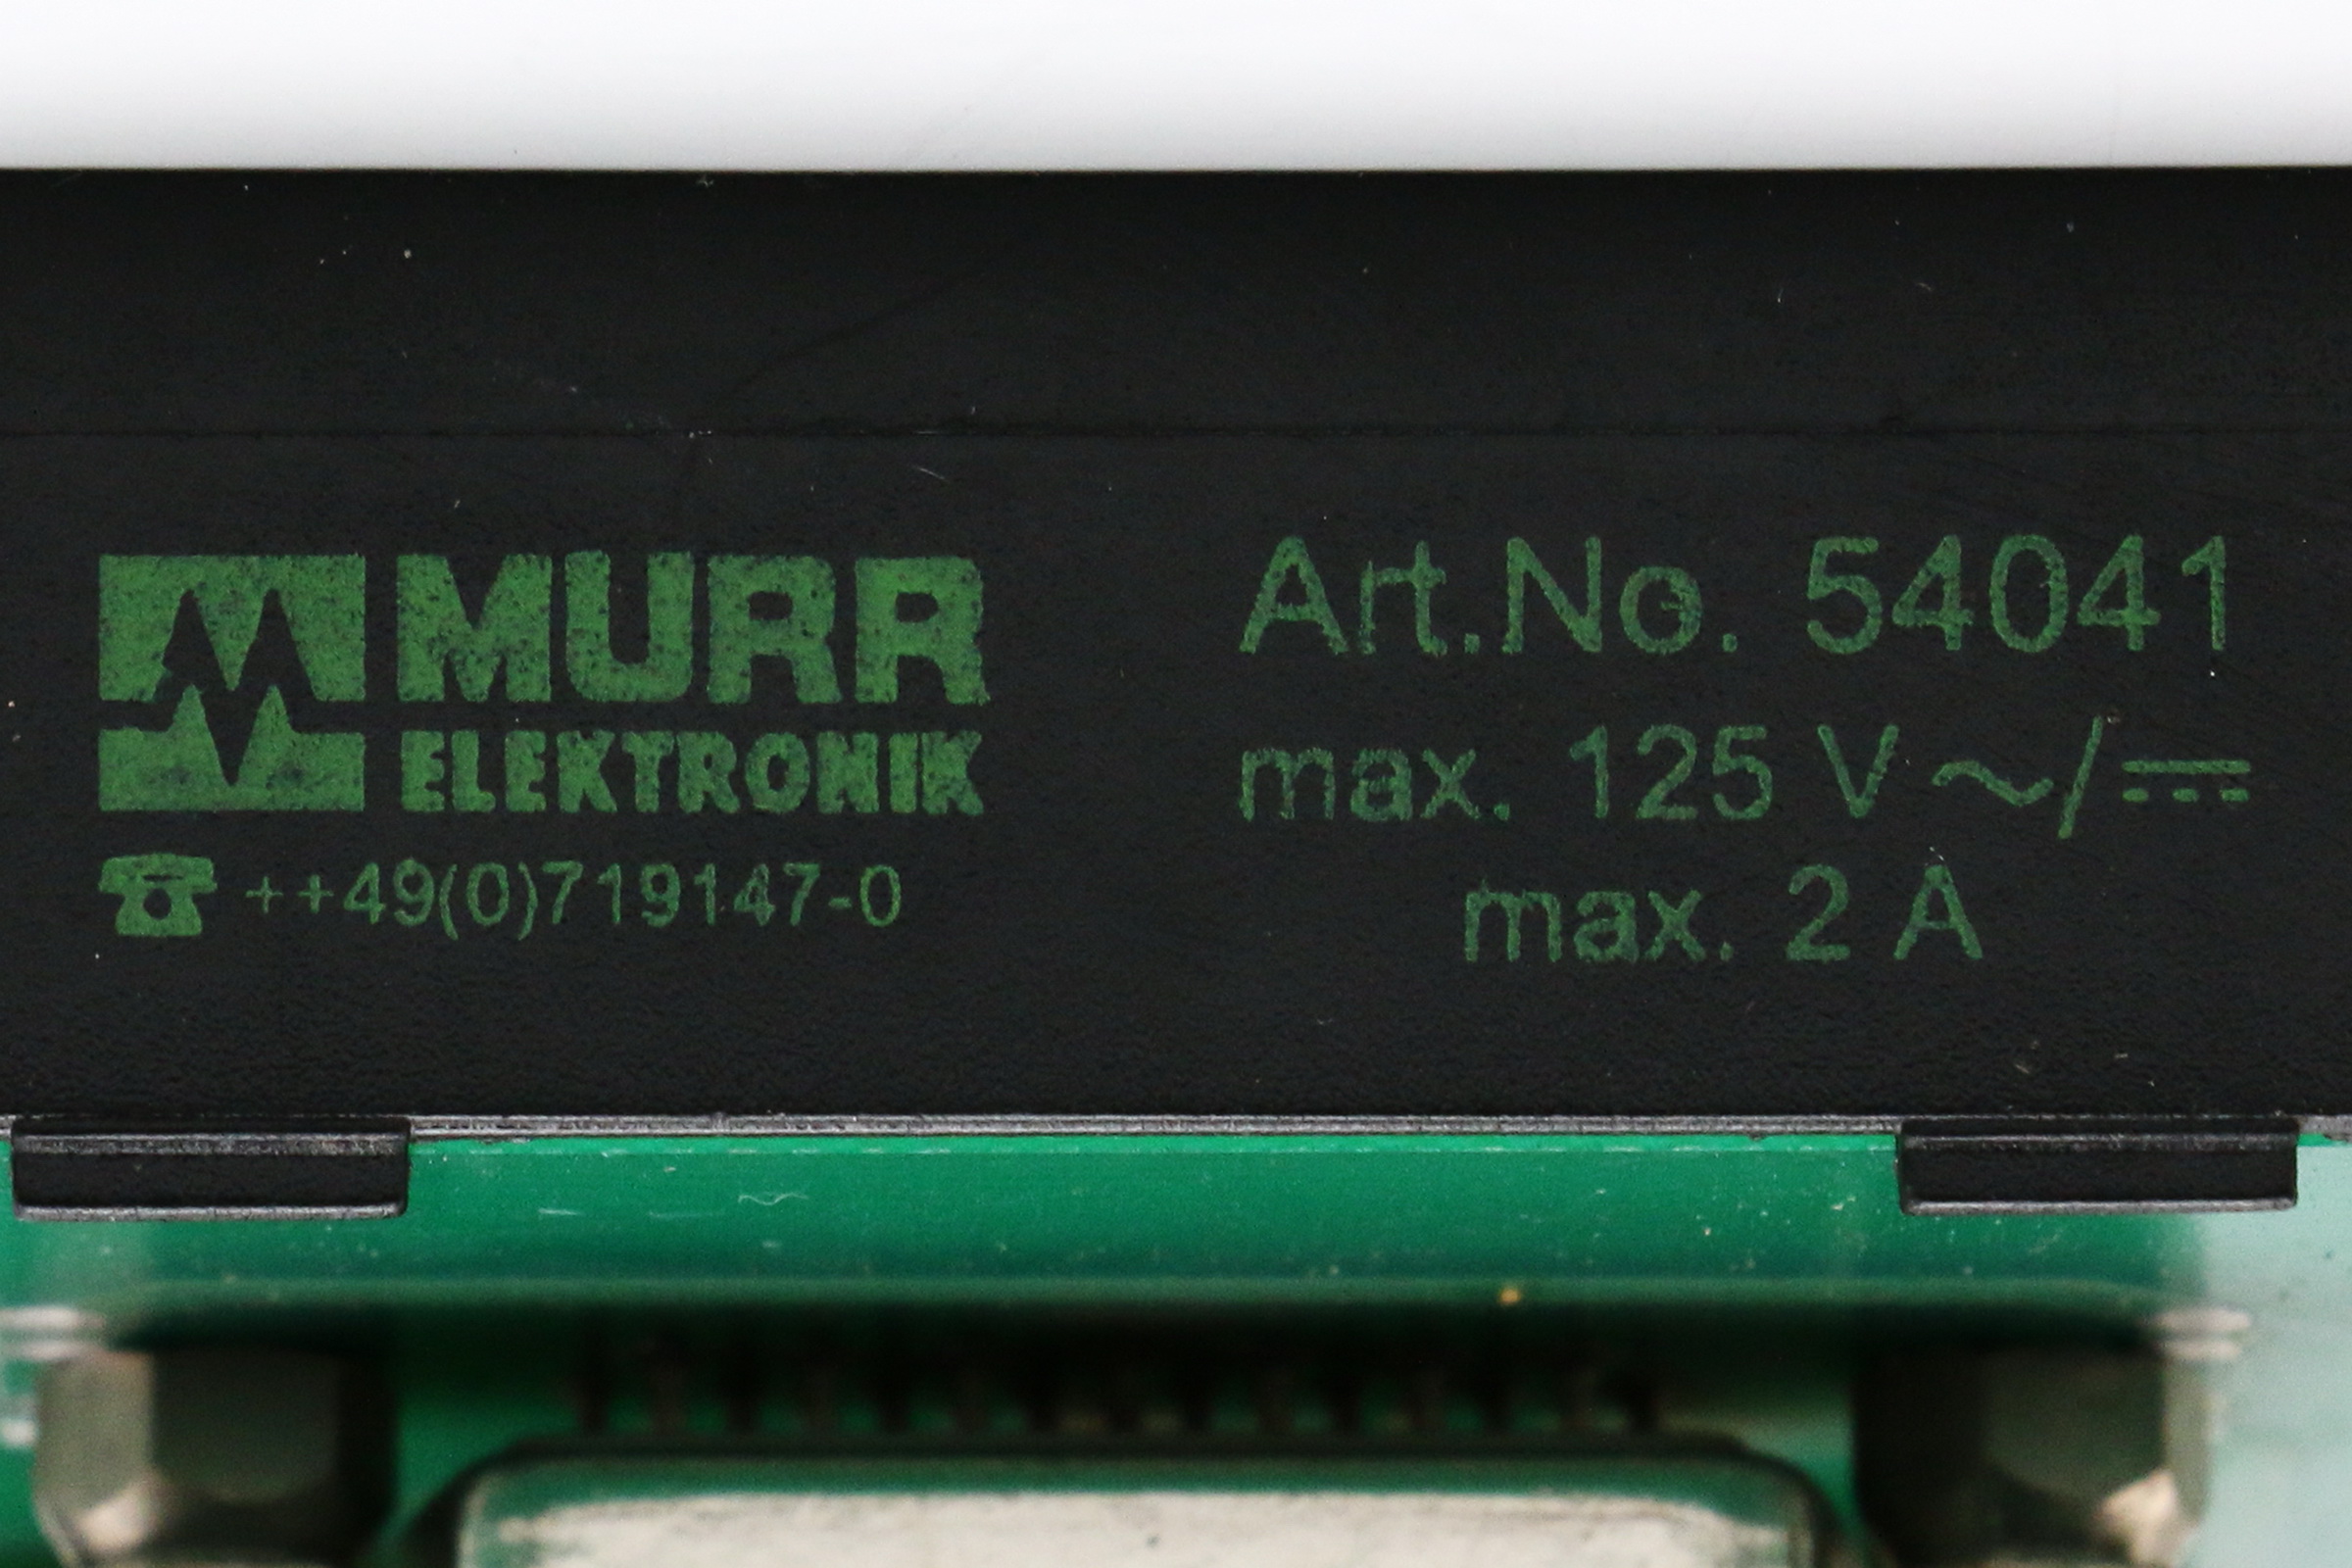 MURR
ELEKTRONIK
☎ ++49(0)719147-0
Art.No. 54041
max. 125 V ~/⎓
max. 2 A